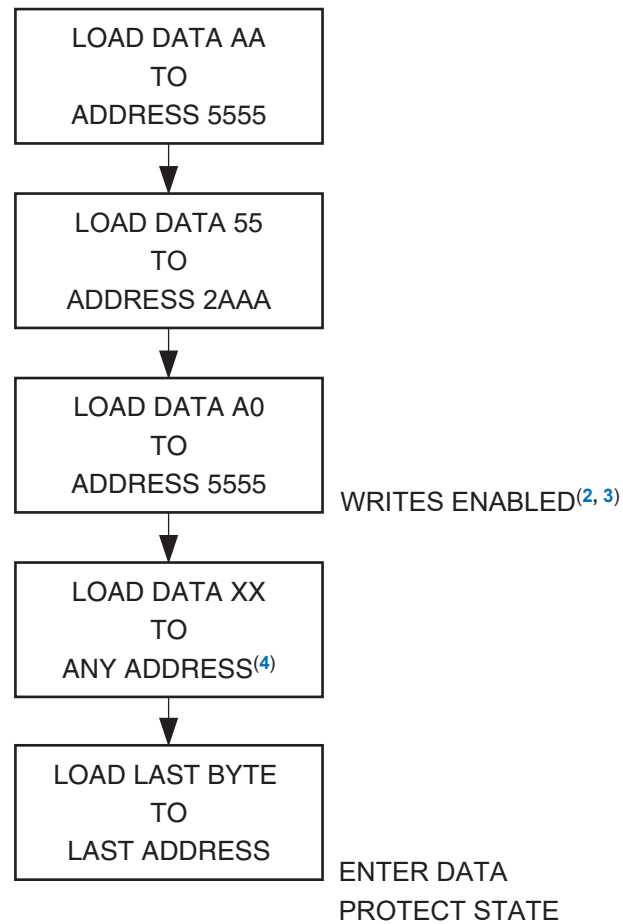 LOAD DATA AA
TO
ADDRESS 5555
LOAD DATA 55
TO
ADDRESS 2AAA
LOAD DATA A0
TO
ADDRESS 5555
WRITES ENABLED(2, 3)
LOAD DATA XX
TO
ANY ADDRESS(4)
LOAD LAST BYTE
TO
LAST ADDRESS
ENTER DATA
PROTECT STATE